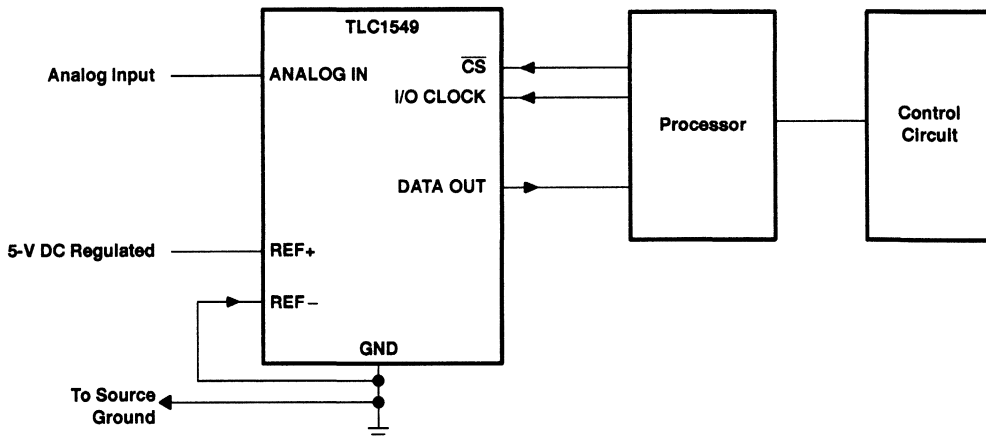 TLC1549
Analog Input
ANALOG IN
C̅S̅
I/O CLOCK
DATA OUT
5-V DC Regulated
REF+
REF−
GND
To Source
Ground
Processor
Control
Circuit